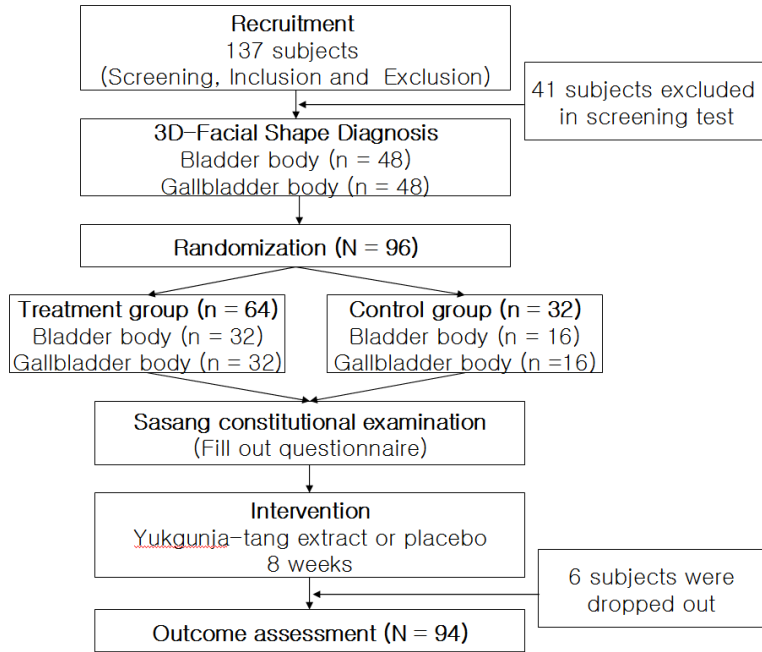 Recruitment
137 subjects
(Screening, Inclusion and Exclusion)
41 subjects excluded
in screening test
3D-Facial Shape Diagnosis
Bladder body (n = 48)
Gallbladder body (n = 48)
Randomization (N = 96)
Treatment group (n = 64)
Bladder body (n = 32)
Gallbladder body (n = 32)
Control group (n = 32)
Bladder body (n = 16)
Gallbladder body (n =16)
Sasang constitutional examination
(Fill out questionnaire)
Intervention
Yukgunja-tang extract or placebo
8 weeks
6 subjects were
dropped out
Outcome assessment (N = 94)